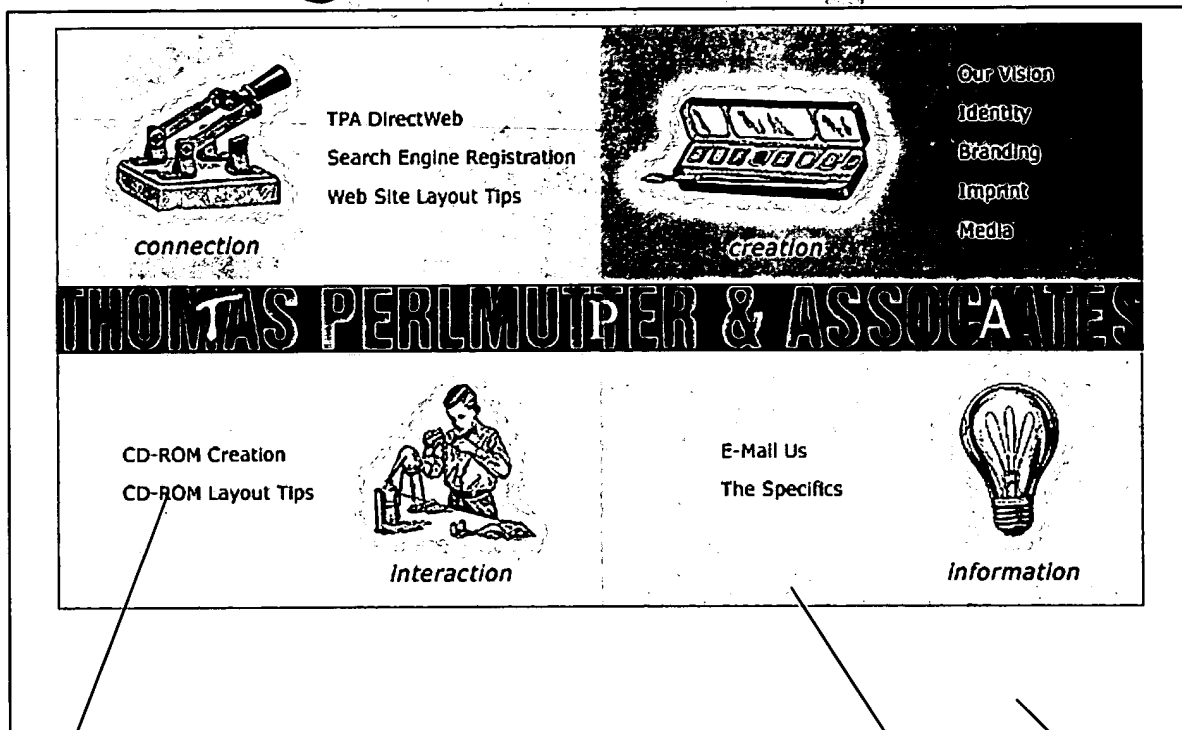 TPA DirectWeb
Search Engine Registration
Web Site Layout Tips
connection
Our Vision
Identity
Branding
Imprint
Media
creation
THOMAS PERLMUTTER & ASSOCATES
T P A
CD-ROM Creation
CD-ROM Layout Tips
interaction
E-Mail Us
The Specifics
information